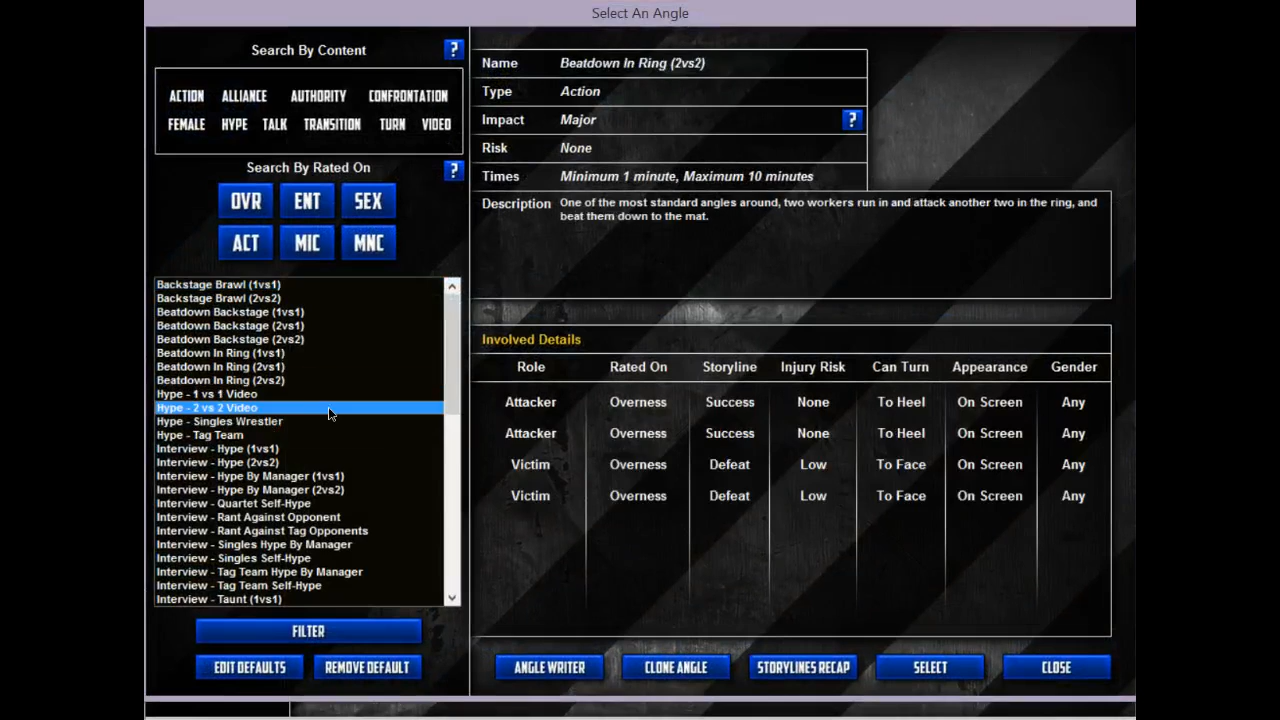 Select An Angle
Search By Content
?
ACTION ALLIANCE AUTHORITY CONFRONTATION
FEMALE HYPE TALK TRANSITION TURN VIDEO
Search By Rated On
?
OVR ENT SEX
ACT MIC MNC
Backstage Brawl (1vs1)
Backstage Brawl (2vs2)
Beatdown Backstage (1vs1)
Beatdown Backstage (2vs1)
Beatdown Backstage (2vs2)
Beatdown In Ring (1vs1)
Beatdown In Ring (2vs1)
Beatdown In Ring (2vs2)
Hype - 1 vs 1 Video
Hype - 2 vs 2 Video
Hype - Singles Wrestler
Hype - Tag Team
Interview - Hype (1vs1)
Interview - Hype (2vs2)
Interview - Hype By Manager (1vs1)
Interview - Hype By Manager (2vs2)
Interview - Quartet Self-Hype
Interview - Rant Against Opponent
Interview - Rant Against Tag Opponents
Interview - Singles Hype By Manager
Interview - Singles Self-Hype
Interview - Tag Team Hype By Manager
Interview - Tag Team Self-Hype
Interview - Taunt (1vs1)
FILTER
EDIT DEFAULTS REMOVE DEFAULT
Name Beatdown In Ring (2vs2)
Type Action
Impact Major ?
Risk None
Times Minimum 1 minute, Maximum 10 minutes
Description One of the most standard angles around, two workers run in and attack another two in the ring, and
beat them down to the mat.
Involved Details
Role Rated On Storyline Injury Risk Can Turn Appearance Gender
Attacker Overness Success None To Heel On Screen Any
Attacker Overness Success None To Heel On Screen Any
Victim Overness Defeat Low To Face On Screen Any
Victim Overness Defeat Low To Face On Screen Any
ANGLE WRITER CLONE ANGLE STORYLINES RECAP SELECT CLOSE